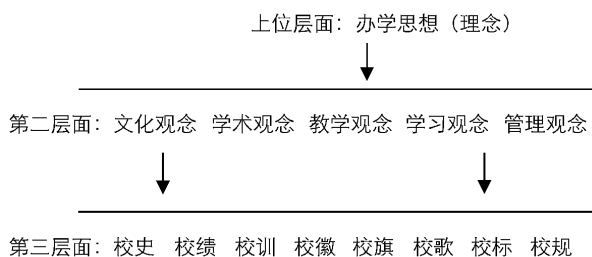 上位层面：办学思想（理念）
第二层面：文化观念 学术观念 教学观念 学习观念 管理观念
第三层面：校史 校绩 校训 校徽 校旗 校歌 校标 校规